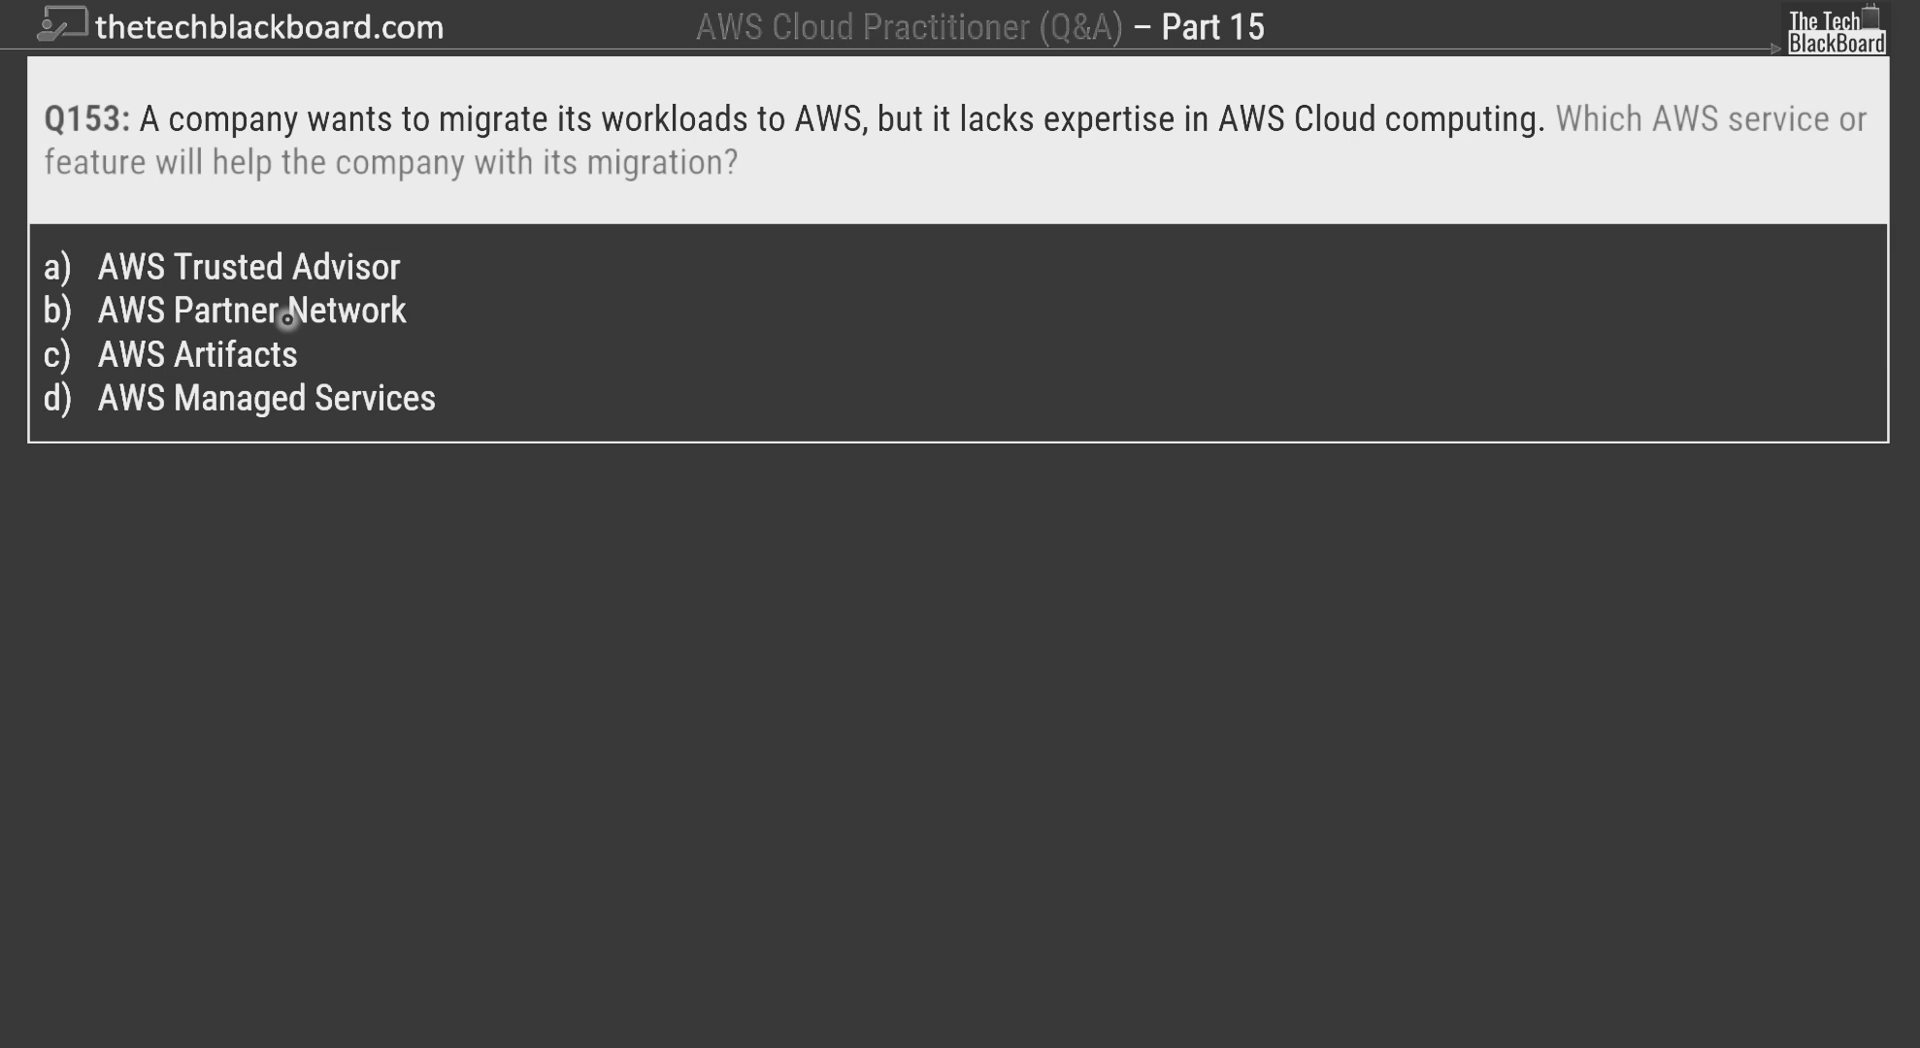 thetechblackboard.com
AWS Cloud Practitioner (Q&A) – Part 15
The Tech
BlackBoard
Q153: A company wants to migrate its workloads to AWS, but it lacks expertise in AWS Cloud computing. Which AWS service or
feature will help the company with its migration?
a) AWS Trusted Advisor
b) AWS Partner Network
c) AWS Artifacts
d) AWS Managed Services